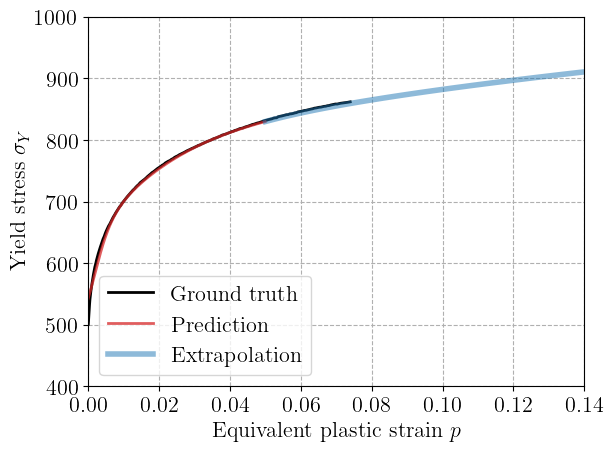 1000
900
800
700
600
500
400
Yield stress σ_Y
Ground truth
Prediction
Extrapolation
0.00 0.02 0.04 0.06 0.08 0.10 0.12 0.14
Equivalent plastic strain p